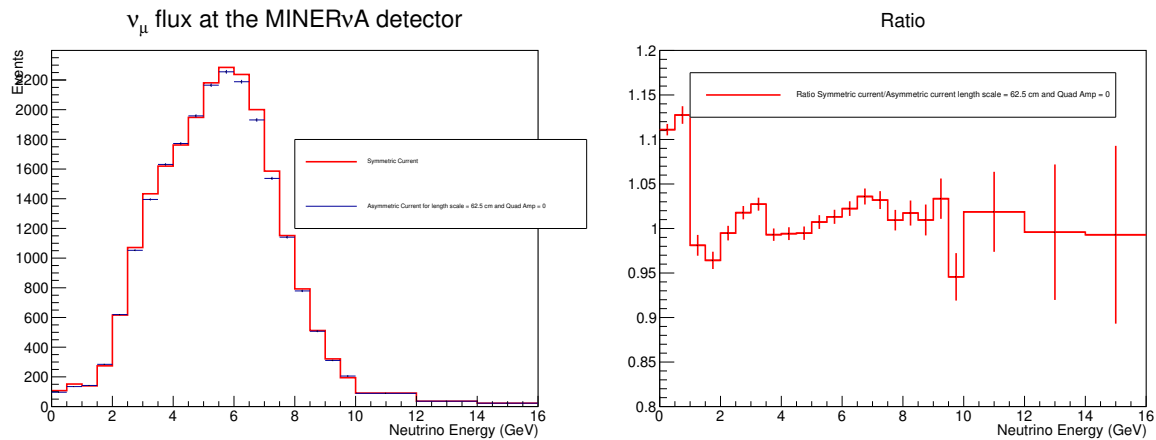 ν_μ flux at the MINERνA detector
Events
2200
2000
1800
1600
1400
1200
1000
800
600
400
200
0
Symmetric Current
Asymmetric Current for length scale = 62.5 cm and Quad Amp = 0
0 2 4 6 8 10 12 14 16
Neutrino Energy (GeV)
Ratio
1.2
1.15
1.1
1.05
1
0.95
0.9
0.85
0.8
Ratio Symmetric current/Asymmetric current length scale = 62.5 cm and Quad Amp = 0
0 2 4 6 8 10 12 14 16
Neutrino Energy (GeV)